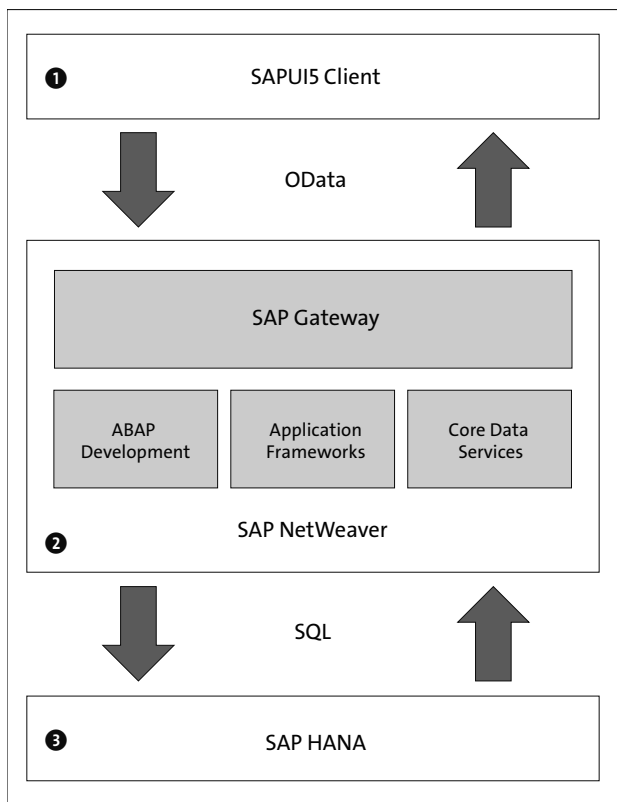 ❶ SAPUI5 Client
OData
SAP Gateway
ABAP
Development
Application
Frameworks
Core Data
Services
❷ SAP NetWeaver
SQL
❸ SAP HANA